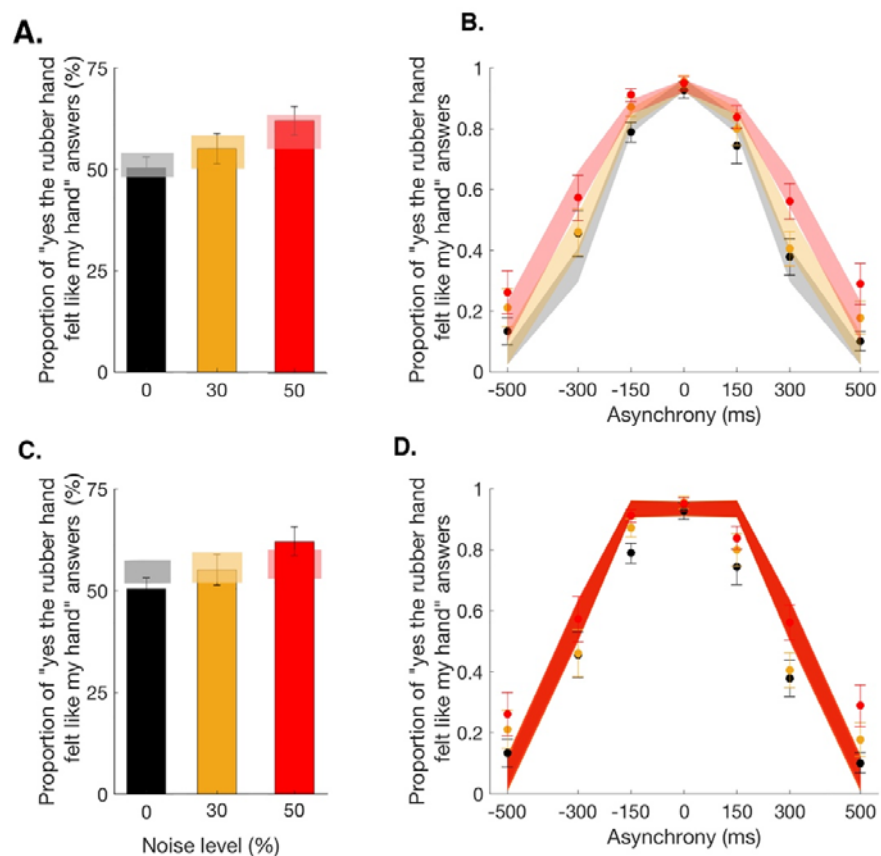 A.
Proportion of "yes the rubber hand
felt like my hand" answers (%)
75
50
25
0
0
30
50
B.
Proportion of "yes the rubber hand
felt like my hand" answers
1
0.8
0.6
0.4
0.2
0
-500
-300
-150
0
150
300
500
Asynchrony (ms)
C.
Proportion of "yes the rubber hand
felt like my hand" answers (%)
75
50
25
0
0
30
50
Noise level (%)
D.
Proportion of "yes the rubber hand
felt like my hand" answers
1
0.8
0.6
0.4
0.2
0
-500
-300
-150
0
150
300
500
Asynchrony (ms)